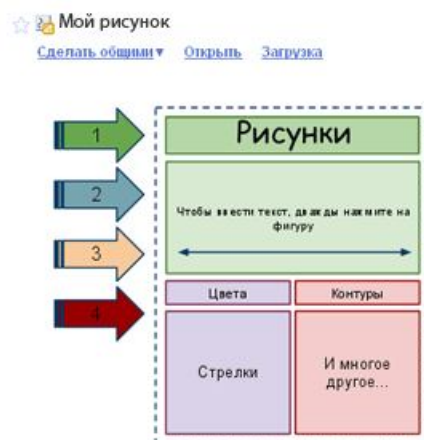 Мой рисунок
Сделать общими Открыть Загрузка
1
Рисунки
2
Чтобы ввести текст, дважды нажмите на
фигуру
3
Цвета Контуры
4
Стрелки
И многое
другое...